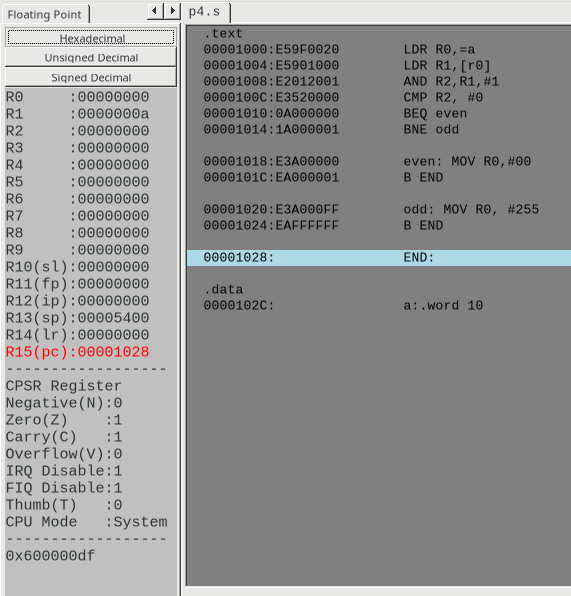 Floating Point
Hexadecimal
Unsigned Decimal
Signed Decimal
R0      :00000000
R1      :0000000a
R2      :00000000
R3      :00000000
R4      :00000000
R5      :00000000
R6      :00000000
R7      :00000000
R8      :00000000
R9      :00000000
R10(sl):00000000
R11(fp):00000000
R12(ip):00000000
R13(sp):00005400
R14(lr):00000000
R15(pc):00001028
------------------
CPSR Register
Negative(N):0
Zero(Z)    :1
Carry(C)   :1
Overflow(V):0
IRQ Disable:1
FIQ Disable:1
Thumb(T)   :0
CPU Mode   :System
------------------
0x600000df
p4.s
.text
00001000:E59F0020        LDR R0,=a
00001004:E5901000        LDR R1,[r0]
00001008:E2012001        AND R2,R1,#1
0000100C:E3520000        CMP R2, #0
00001010:0A000000        BEQ even
00001014:1A000001        BNE odd
00001018:E3A00000        even: MOV R0,#00
0000101C:EA000001        B END
00001020:E3A000FF        odd: MOV R0, #255
00001024:EAFFFFFF        B END
00001028:                END:
.data
0000102C:                a:.word 10